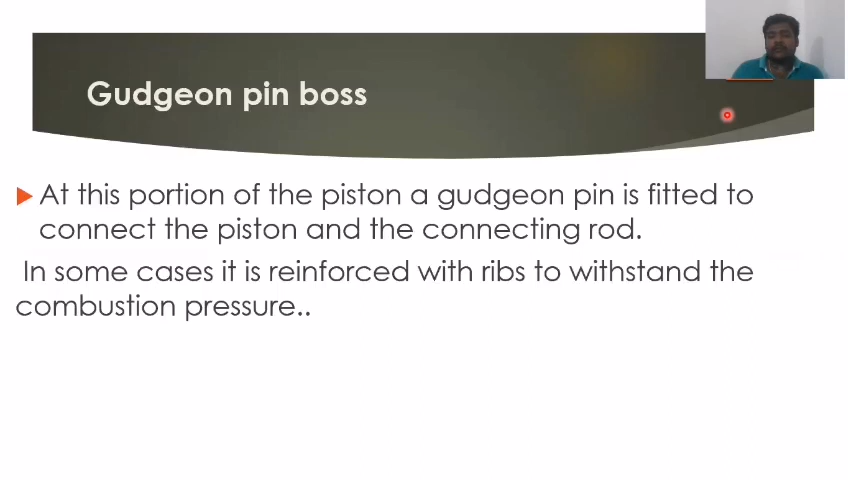 Gudgeon pin boss
At this portion of the piston a gudgeon pin is fitted to
connect the piston and the connecting rod.
In some cases it is reinforced with ribs to withstand the
combustion pressure..